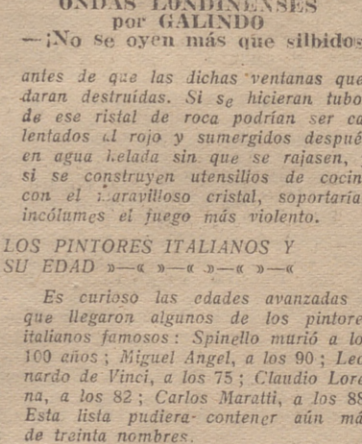 ONDAS LONDINENSES
por GALINDO
—¡No se oyen más que silbidos
antes de que las dichas ventanas que
daran destruídas. Si se hicieran tubo
de ese ristal de roca podrían ser ca
lentados al rojo y sumergidos despué
en agua helada sin que se rajasen,
si se construyen utensilios de cocin
con el maravilloso cristal, soportaría
incólumes el juego más violento.
LOS PINTORES ITALIANOS Y
SU EDAD »—« »—« »—« »—«
Es curioso las edades avanzadas
que llegaron algunos de los pintore
italianos famosos: Spinello murió a lo
100 años; Miguel Angel, a los 90; Leo
nardo de Vinci, a los 75; Claudio Lore
na, a los 82; Carlos Maratti, a los 88
Esta lista pudiera contener aún má
de treinta nombres.